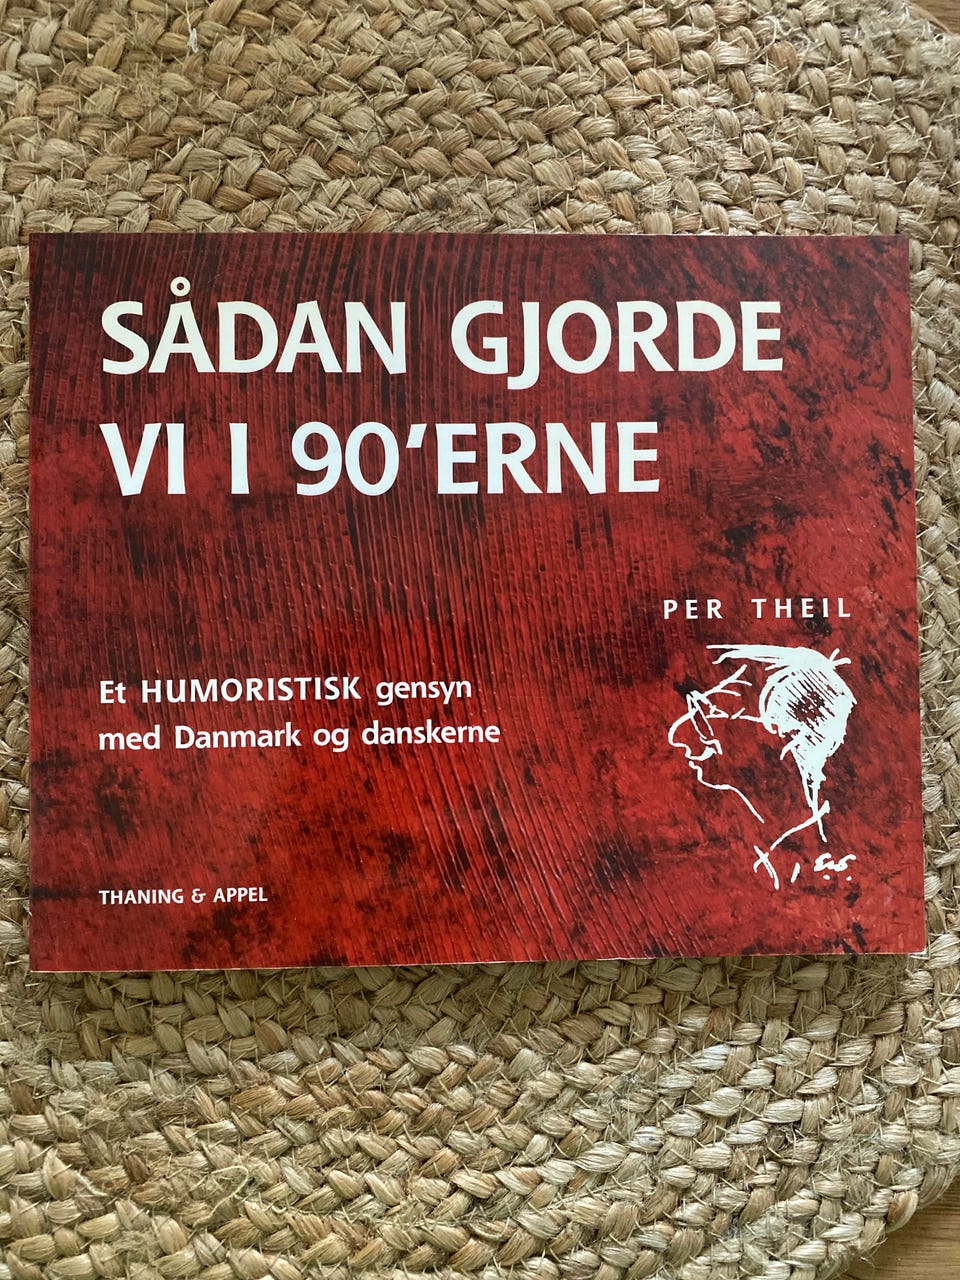 SÅDAN GJORDE
VI I 90'ERNE
PER THEIL
Et HUMORISTISK gensyn
med Danmark og danskerne
THANING & APPEL